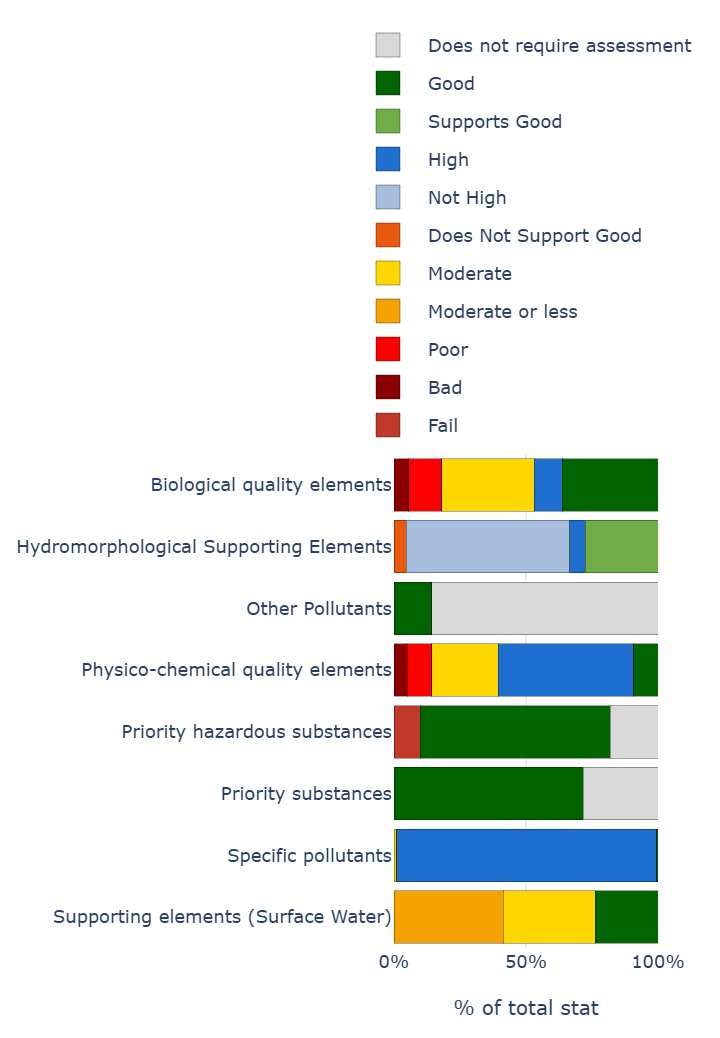 Does not require assessment
Good
Supports Good
High
Not High
Does Not Support Good
Moderate
Moderate or less
Poor
Bad
Fail
Biological quality elements
Hydromorphological Supporting Elements
Other Pollutants
Physico-chemical quality elements
Priority hazardous substances
Priority substances
Specific pollutants
Supporting elements (Surface Water)
0% 50% 100%
% of total stat